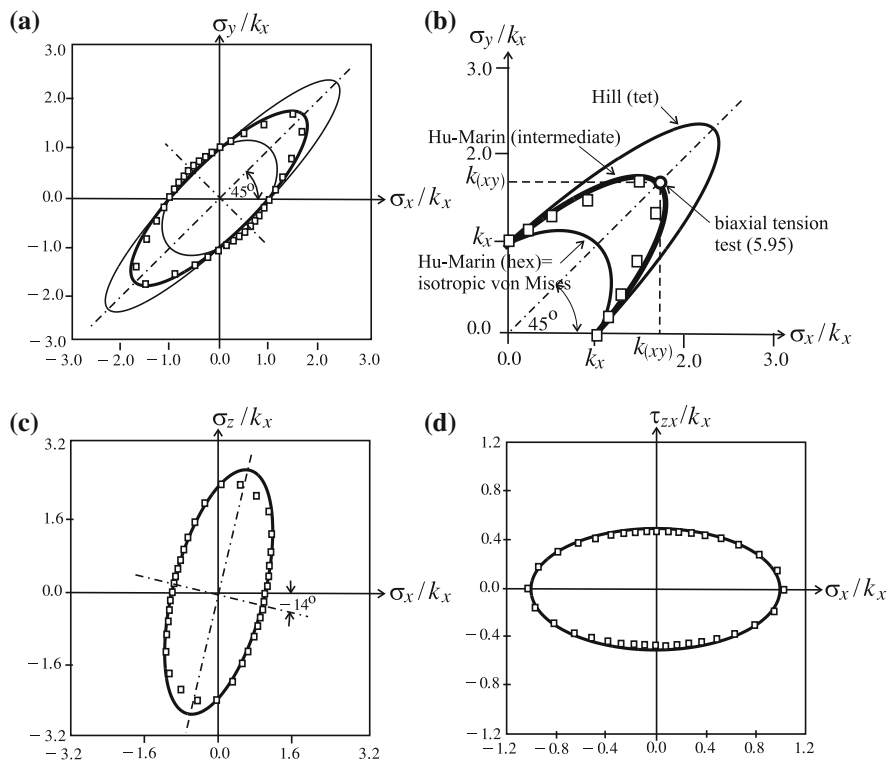 (a)
σy/kx
3.0
2.0
1.0
0.0
−1.0
−2.0
−3.0
45°
σx/kx
−3.0 −2.0 −1.0 0.0 1.0 2.0 3.0
(b)
σy/kx
3.0
Hill (tet)
Hu-Marin (intermediate)
2.0
k(xy)
kx
biaxial tension
test (5.95)
Hu-Marin (hex)=
isotropic von Mises
0.0
45°
σx/kx
0.0 kx k(xy) 2.0 3.0
(c)
σz/kx
3.2
1.6
0.0
−1.6
−3.2
−14°
σx/kx
−3.2 −1.6 0.0 1.6 3.2
(d)
τzx/kx
1.2
0.8
0.4
0.0
−0.4
−0.8
−1.2
σx/kx
−1.2 −0.8 −0.4 0.0 0.4 0.8 1.2